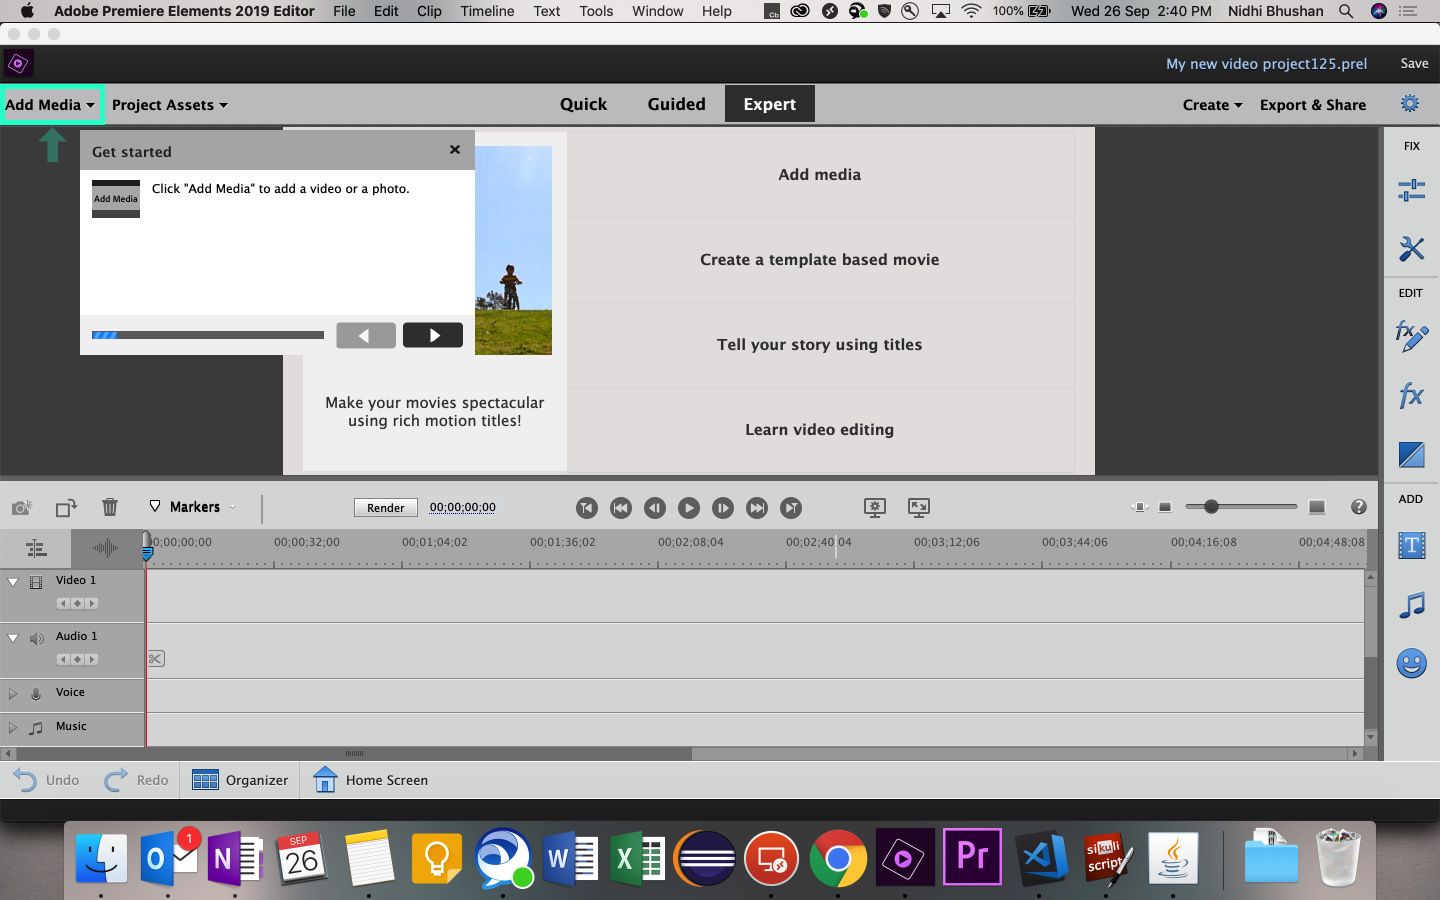 Adobe Premiere Elements 2019 Editor File Edit Clip Timeline Text Tools Window Help Cb 100% Wed 26 Sep 2:40 PM Nidhi Bhushan
My new video project125.prel Save
Add Media Project Assets Quick Guided Expert Create Export & Share
Get started
Add Media Click "Add Media" to add a video or a photo.
Make your movies spectacular
using rich motion titles!
Add media
Create a template based movie
Tell your story using titles
Learn video editing
FIX
EDIT
ADD
T
Markers Render 00;00;00;00
00;00;00;00 00;00;32;00 00;01;04;02 00;01;36;02 00;02;08;04 00;02;40;04 00;03;12;06 00;03;44;06 00;04;16;08 00;04;48;08
Video 1
Audio 1
Voice
Music
Undo Redo Organizer Home Screen
1
O N SEP
26 W X Pr sikuli
script